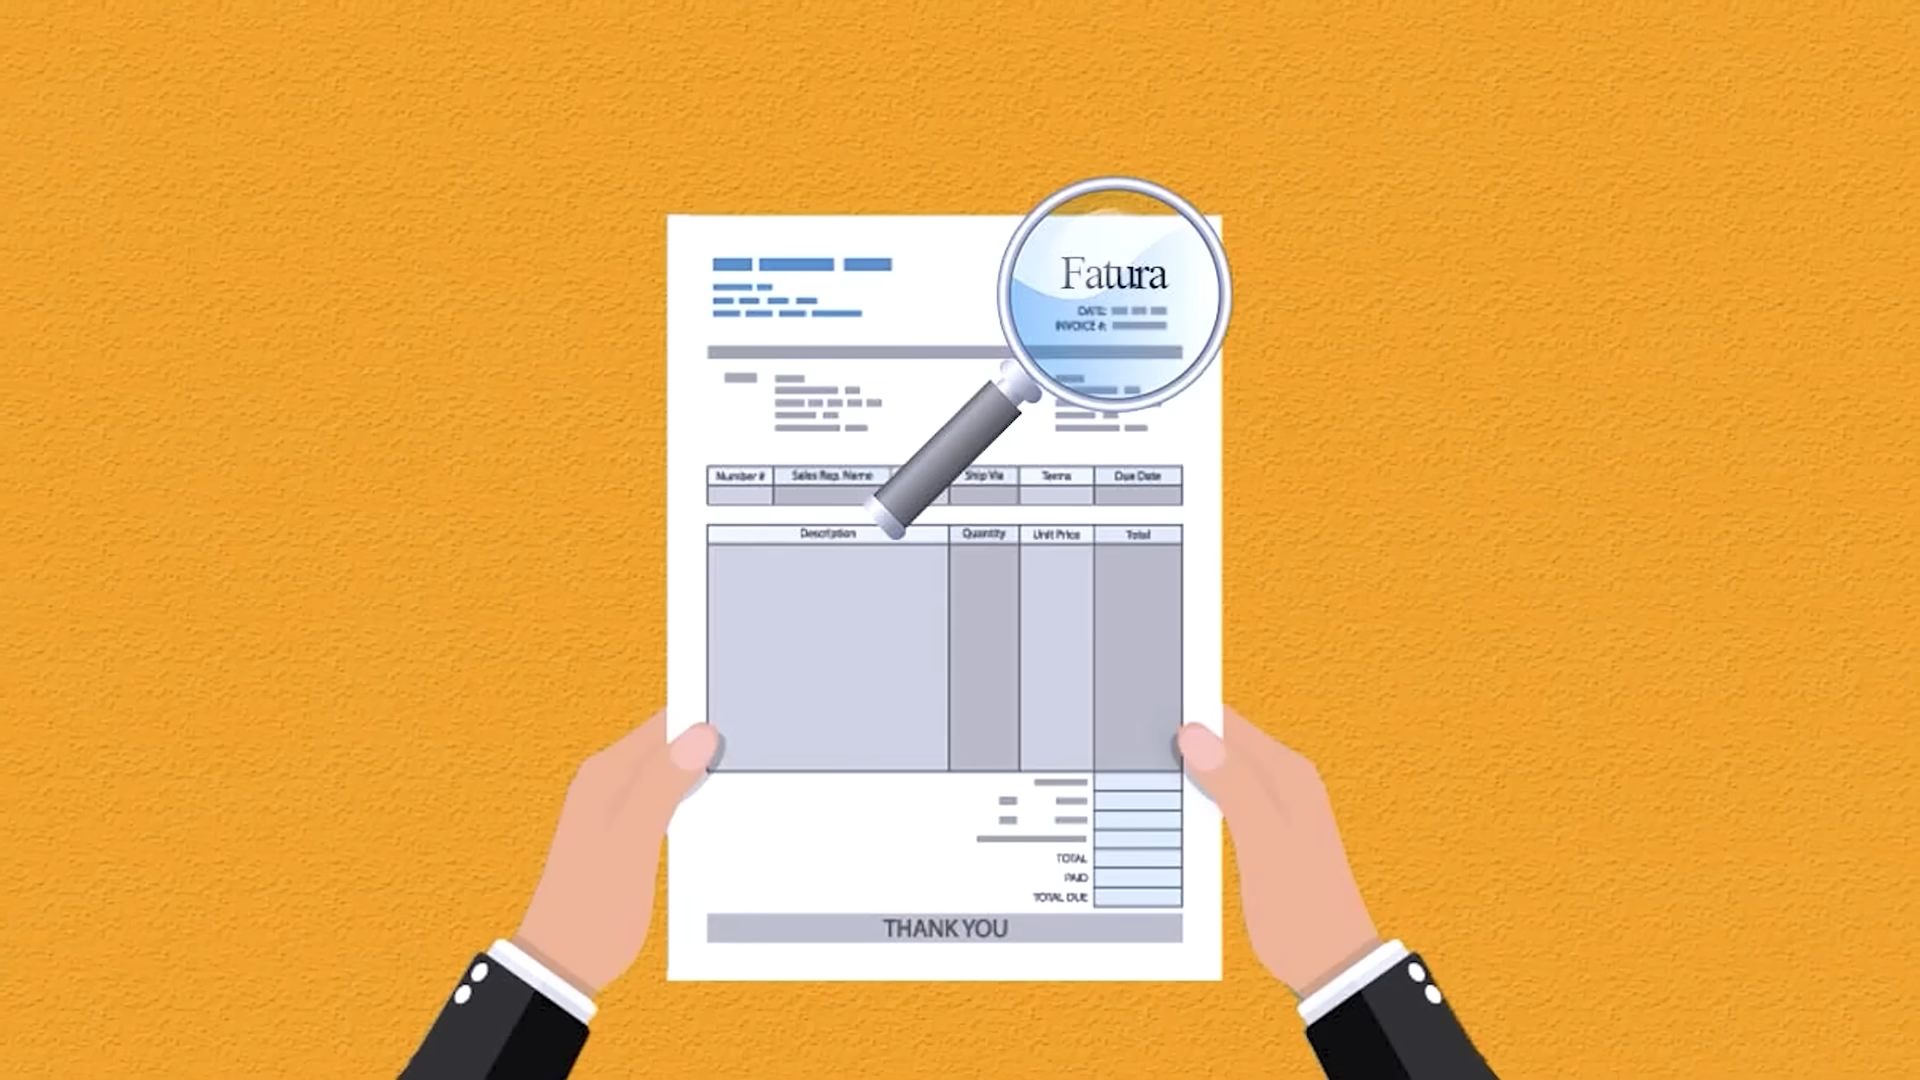 Fatura
DATE:
INVOICE #:
Number # Sales Rep. Name Ship Via Terms Due Date
Description Quantity Unit Price Total
TOTAL
PAID
TOTAL DUE
THANK YOU